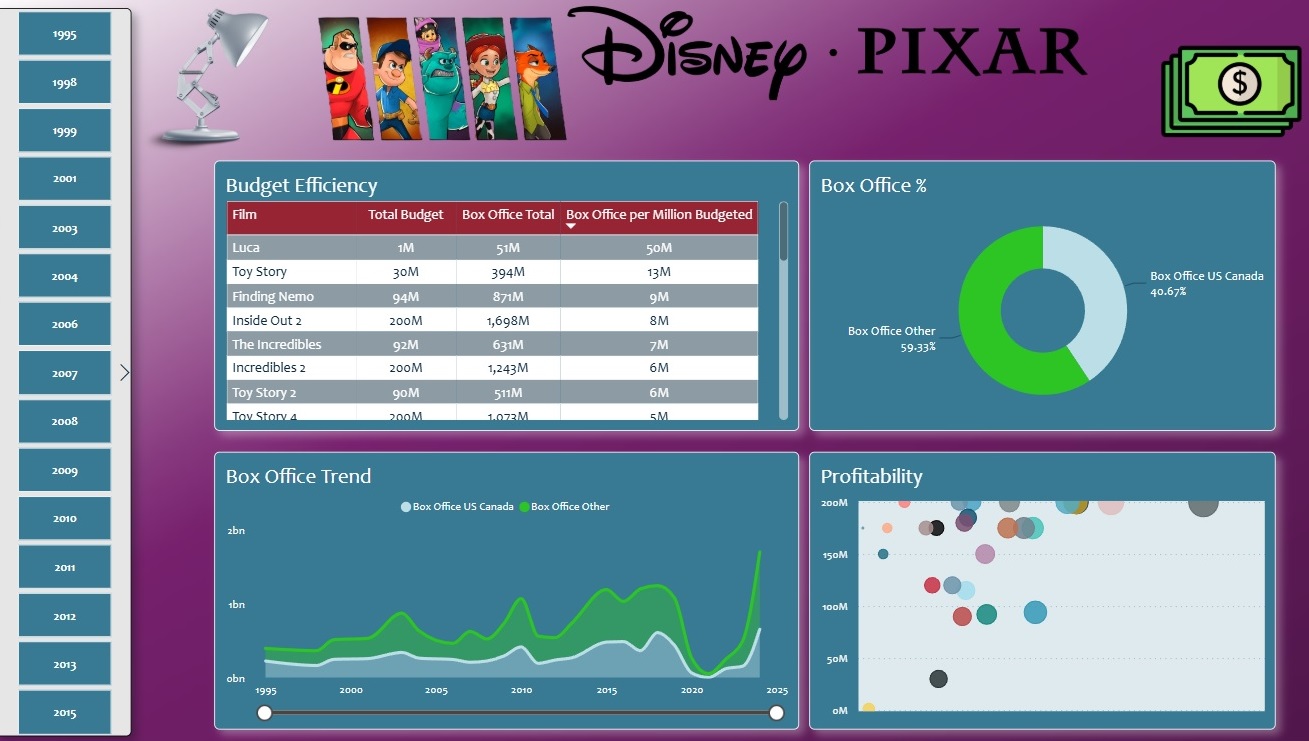 1995
1998
1999
2001
2003
2004
2006
2007
2008
2009
2010
2011
2012
2013
2015
DISNEY · PIXAR
$
Budget Efficiency
Film Total Budget Box Office Total Box Office per Million Budgeted
Luca 1M 51M 50M
Toy Story 30M 394M 13M
Finding Nemo 94M 871M 9M
Inside Out 2 200M 1,698M 8M
The Incredibles 92M 631M 7M
Incredibles 2 200M 1,243M 6M
Toy Story 2 90M 511M 6M
Toy Story 4 200M 1,073M 5M
Box Office %
Box Office US Canada
40.67%
Box Office Other
59.33%
Box Office Trend
Box Office US Canada Box Office Other
2bn
1bn
0bn
1995 2000 2005 2010 2015 2020 2025
Profitability
200M
150M
100M
50M
0M